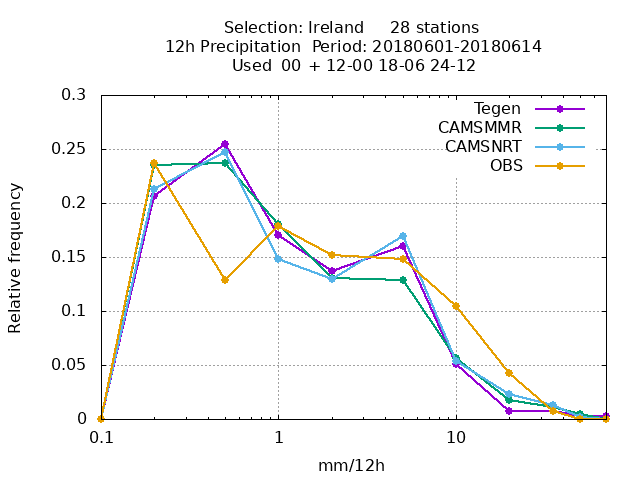 Selection: Ireland     28 stations
12h Precipitation  Period: 20180601-20180614
Used  00 + 12-00 18-06 24-12
0.3
Tegen
CAMSMMR
CAMSNRT
OBS
0.25
0.2
0.15
0.1
0.05
0
Relative frequency
0.1 1 10
mm/12h